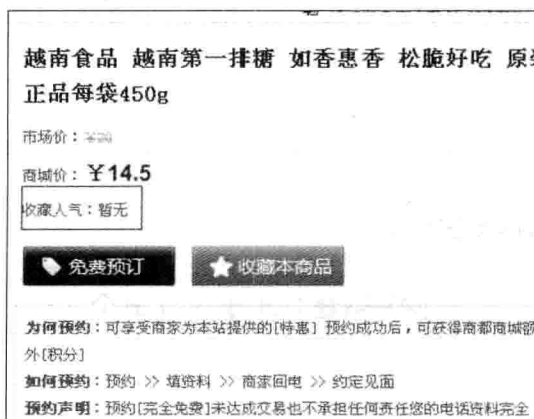 越南食品 越南第一排糖 如香惠香 松脆好吃 原
正品每袋450g
市场价：¥20
商城价：￥14.5
收藏人气：暂无
免费预订 收藏本商品
为何预约：可享受商家为本站提供的[特惠] 预约成功后，可获得商都商城额
外[积分]
如何预约：预约 >> 填资料 >> 商家回电 >> 约定见面
预约声明：预约[完全免费]未达成交易也不承担任何责任您的电话资料完全